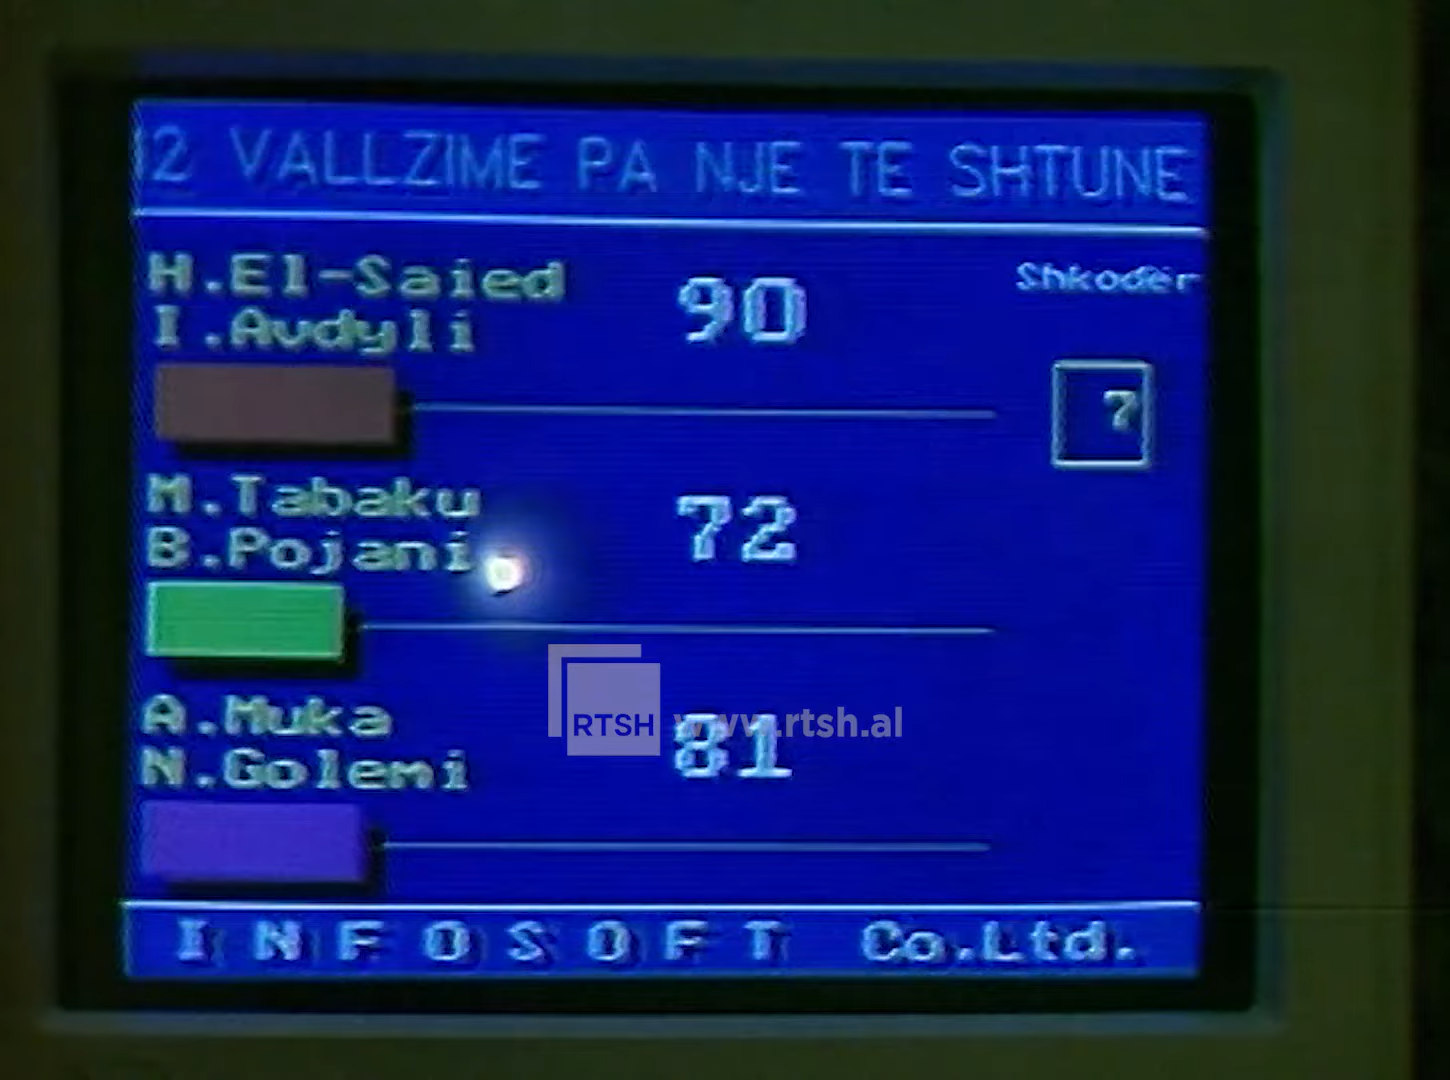 12 VALLZIME PA NJE TE SHTUNE
H.El-Saied
I.Avdyli
90
Shkodër
7
M.Tabaku
B.Pojani
72
A.Muka
N.Golemi
81
RTSH www.rtsh.al
INFOSOFT Co.Ltd.